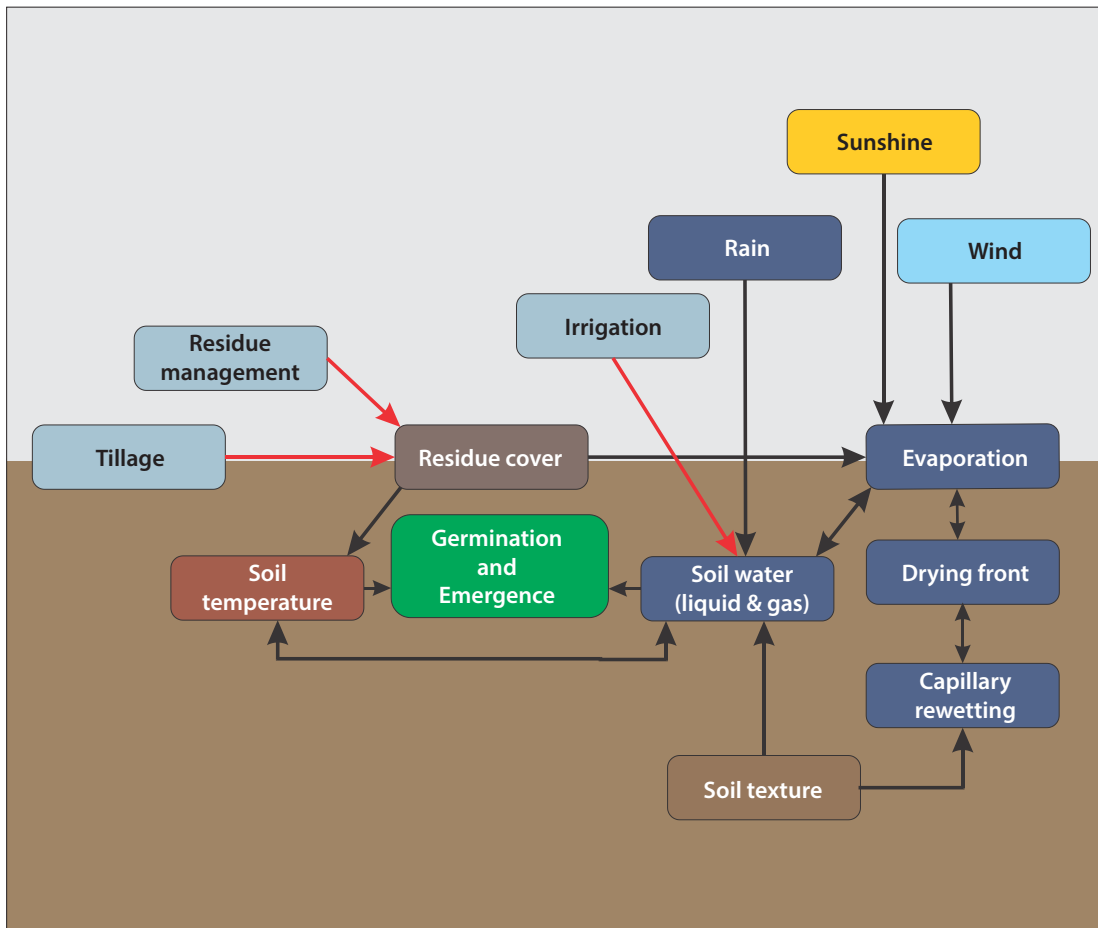 Sunshine
Rain
Wind
Irrigation
Residue
management
Tillage
Residue cover
Evaporation
Germination
and
Emergence
Soil
temperature
Soil water
(liquid & gas)
Drying front
Capillary
rewetting
Soil texture